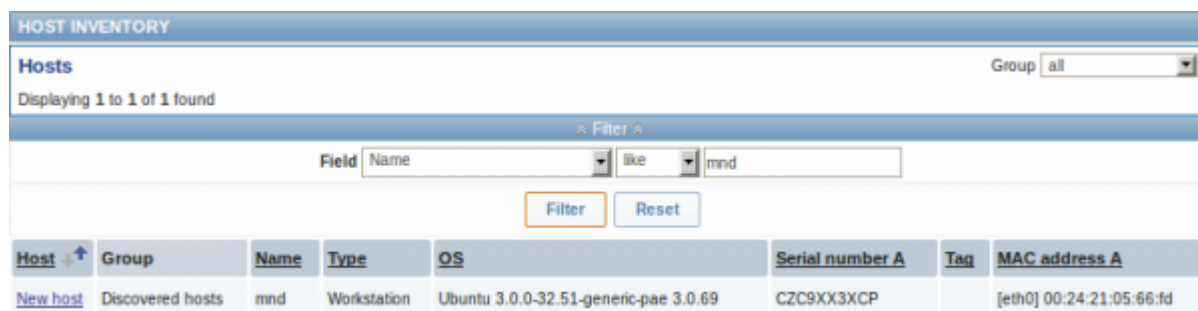 HOST INVENTORY
Hosts Group all
Displaying 1 to 1 of 1 found
Filter
Field Name like mnd
Filter Reset
Host Group Name Type OS Serial number A Tag MAC address A
New host Discovered hosts mnd Workstation Ubuntu 3.0.0-32.51-generic-pae 3.0.69 CZC9XX3XCP [eth0] 00:24:21:05:66:fd